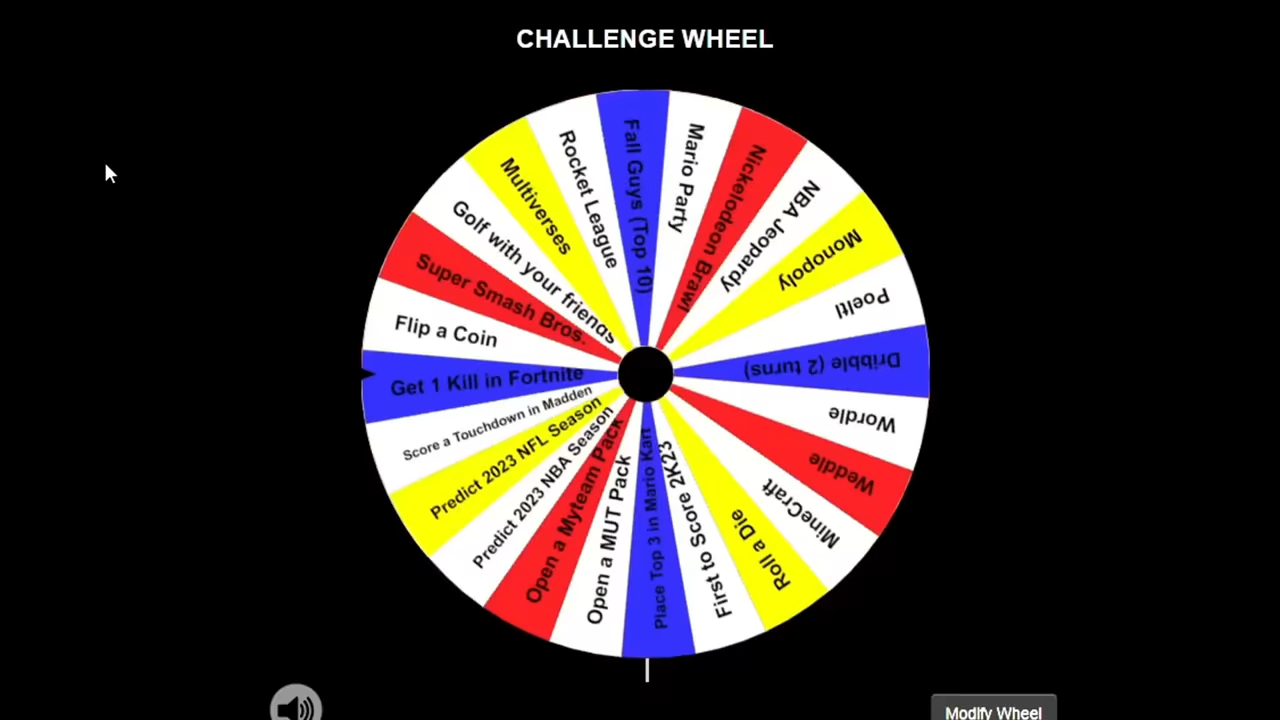 CHALLENGE WHEEL
Fall Guys (Top 10)
Mario Party
Nickelodeon Brawl
NBA Jeopardy
Monopoly
Poeltl
Dribble (2 turns)
Wordle
Weddle
MineCraft
Roll a Die
First to Score 2K23
Place Top 3 in Mario Kart
Open a MUT Pack
Open a Myteam Pack
Predict 2023 NBA Season
Predict 2023 NFL Season
Score a Touchdown in Madden
Get 1 Kill in Fortnite
Flip a Coin
Super Smash Bros.
Golf with your friends
Multiverses
Rocket League
Modify Wheel